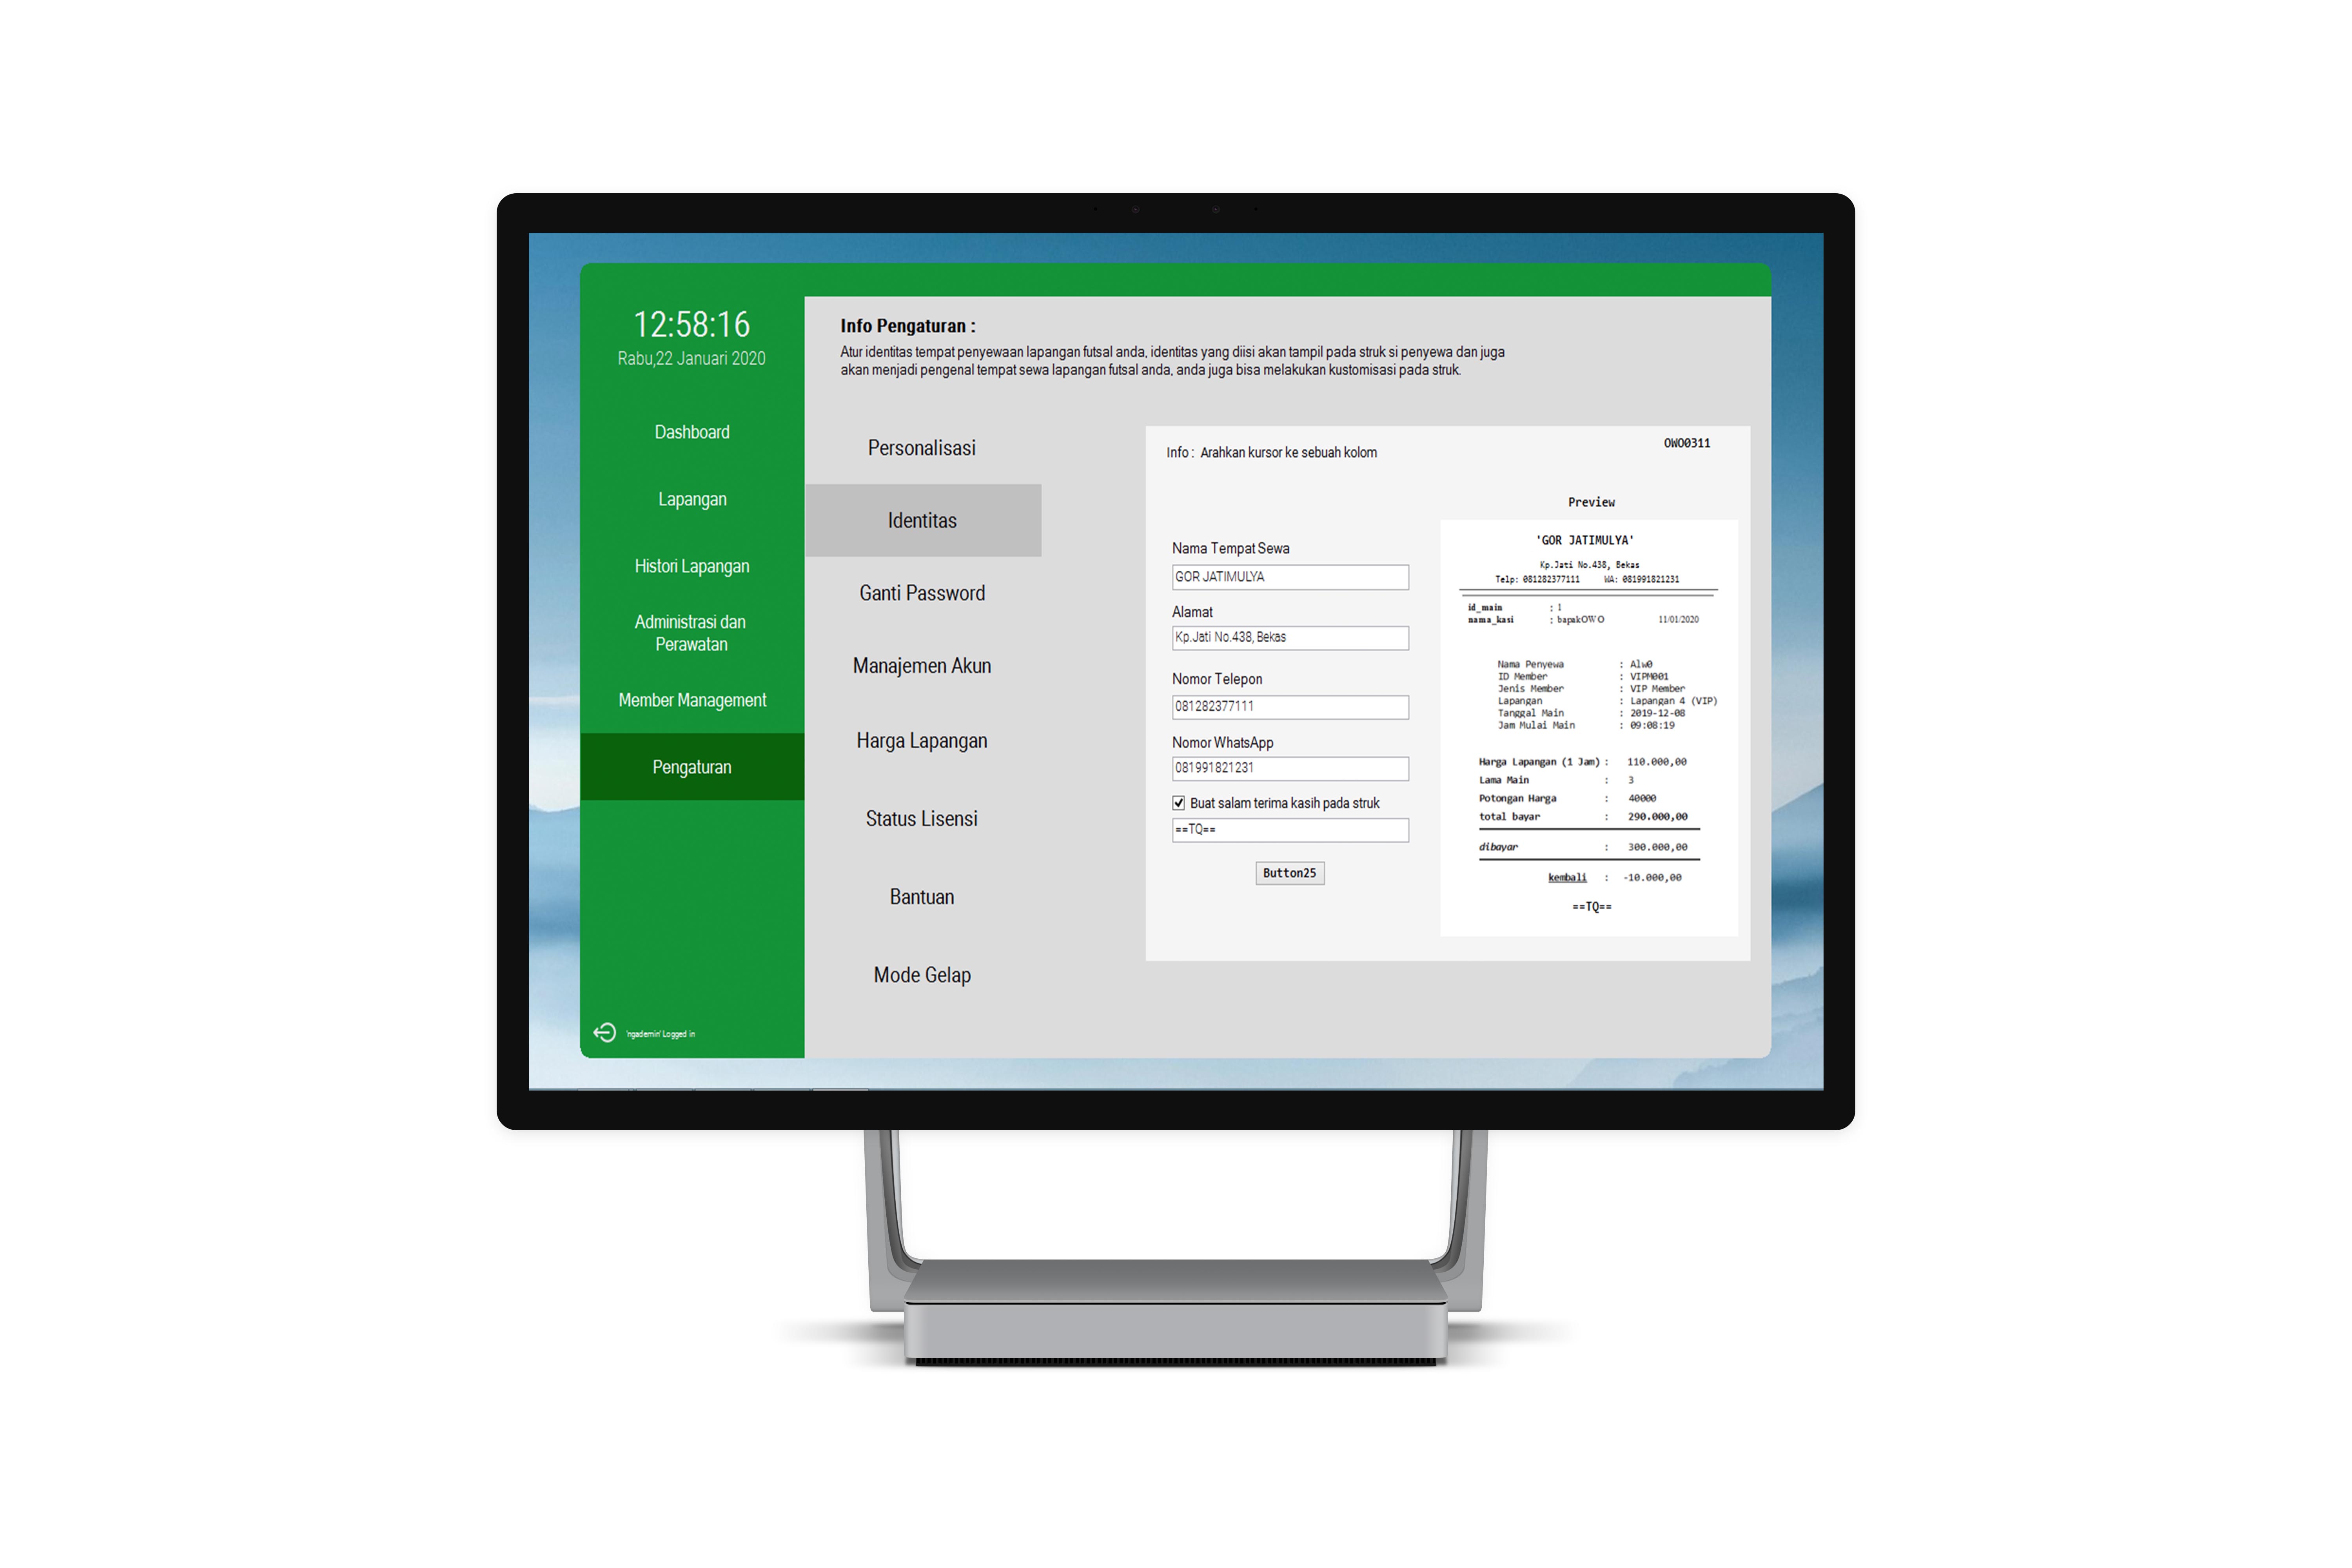 12:58:16
Rabu,22 Januari 2020
Dashboard
Lapangan
Histori Lapangan
Administrasi dan
Perawatan
Member Management
Pengaturan
'ngademin' Logged in
Info Pengaturan :
Atur identitas tempat penyewaan lapangan futsal anda, identitas yang diisi akan tampil pada struk si penyewa dan juga
akan menjadi pengenal tempat sewa lapangan futsal anda, anda juga bisa melakukan kustomisasi pada struk.
Personalisasi
Identitas
Ganti Password
Manajemen Akun
Harga Lapangan
Status Lisensi
Bantuan
Mode Gelap
Info : Arahkan kursor ke sebuah kolom
OWO0311
Nama Tempat Sewa
GOR JATIMULYA
Alamat
Kp.Jati No.438, Bekas
Nomor Telepon
081282377111
Nomor WhatsApp
081991821231
Buat salam terima kasih pada struk
==TQ==
Button25
Preview
'GOR JATIMULYA'
Kp.Jati No.438, Bekas
Telp: 081282377111 WA: 081991821231
id_main : 1
nama_kasi : bapakOWO 11/01/2020
Nama Penyewa : Alw0
ID Member : VIPM001
Jenis Member : VIP Member
Lapangan : Lapangan 4 (VIP)
Tanggal Main : 2019-12-08
Jam Mulai Main : 09:08:19
Harga Lapangan (1 Jam) : 110.000,00
Lama Main : 3
Potongan Harga : 40000
total bayar : 290.000,00
dibayar : 300.000,00
kembali : -10.000,00
==TQ==